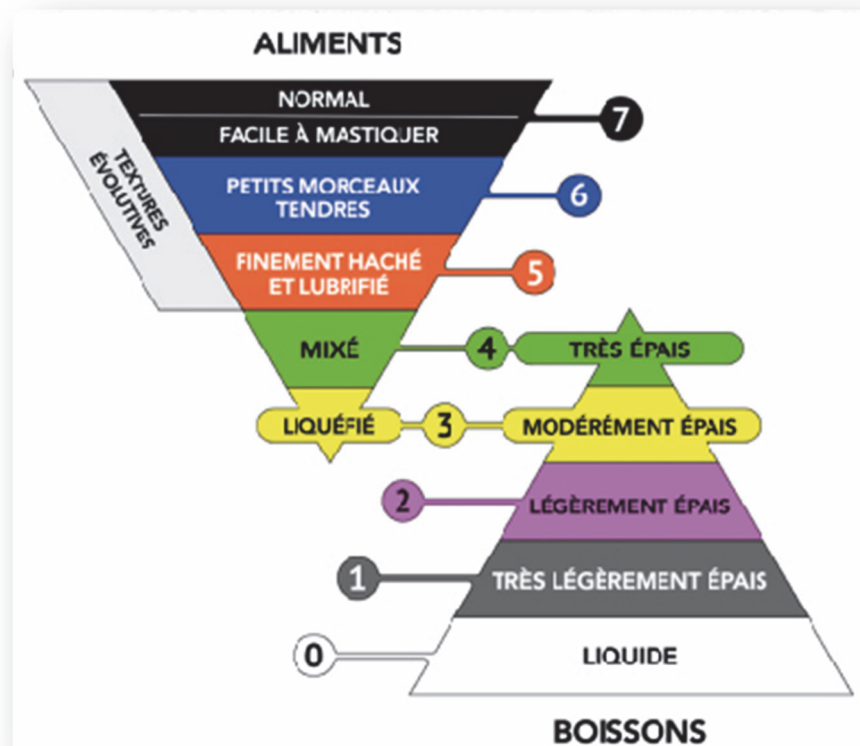 ALIMENTS
NORMAL
FACILE À MASTIQUER
7
TEXTURES
ÉVOLUTIVES
PETITS MORCEAUX
TENDRES
6
FINEMENT HACHÉ
ET LUBRIFIÉ
5
MIXÉ
4
TRÈS ÉPAIS
LIQUÉFIÉ
3
MODÉRÉMENT ÉPAIS
2
LÉGÈREMENT ÉPAIS
1
TRÈS LÉGÈREMENT ÉPAIS
0
LIQUIDE
BOISSONS